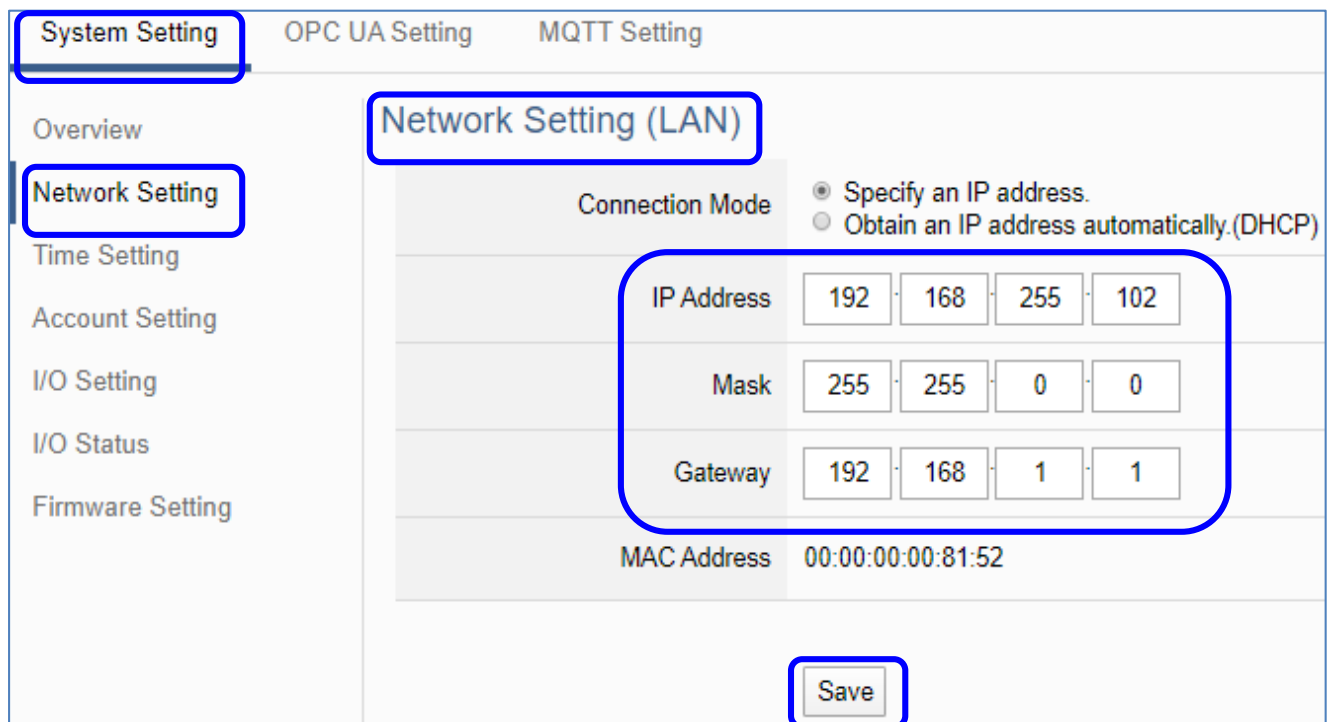 System Setting OPC UA Setting MQTT Setting
Overview
Network Setting
Time Setting
Account Setting
I/O Setting
I/O Status
Firmware Setting
Network Setting (LAN)
Connection Mode
Specify an IP address.
Obtain an IP address automatically.(DHCP)
IP Address 192 . 168 . 255 . 102
Mask 255 . 255 . 0 . 0
Gateway 192 . 168 . 1 . 1
MAC Address 00:00:00:00:81:52
Save